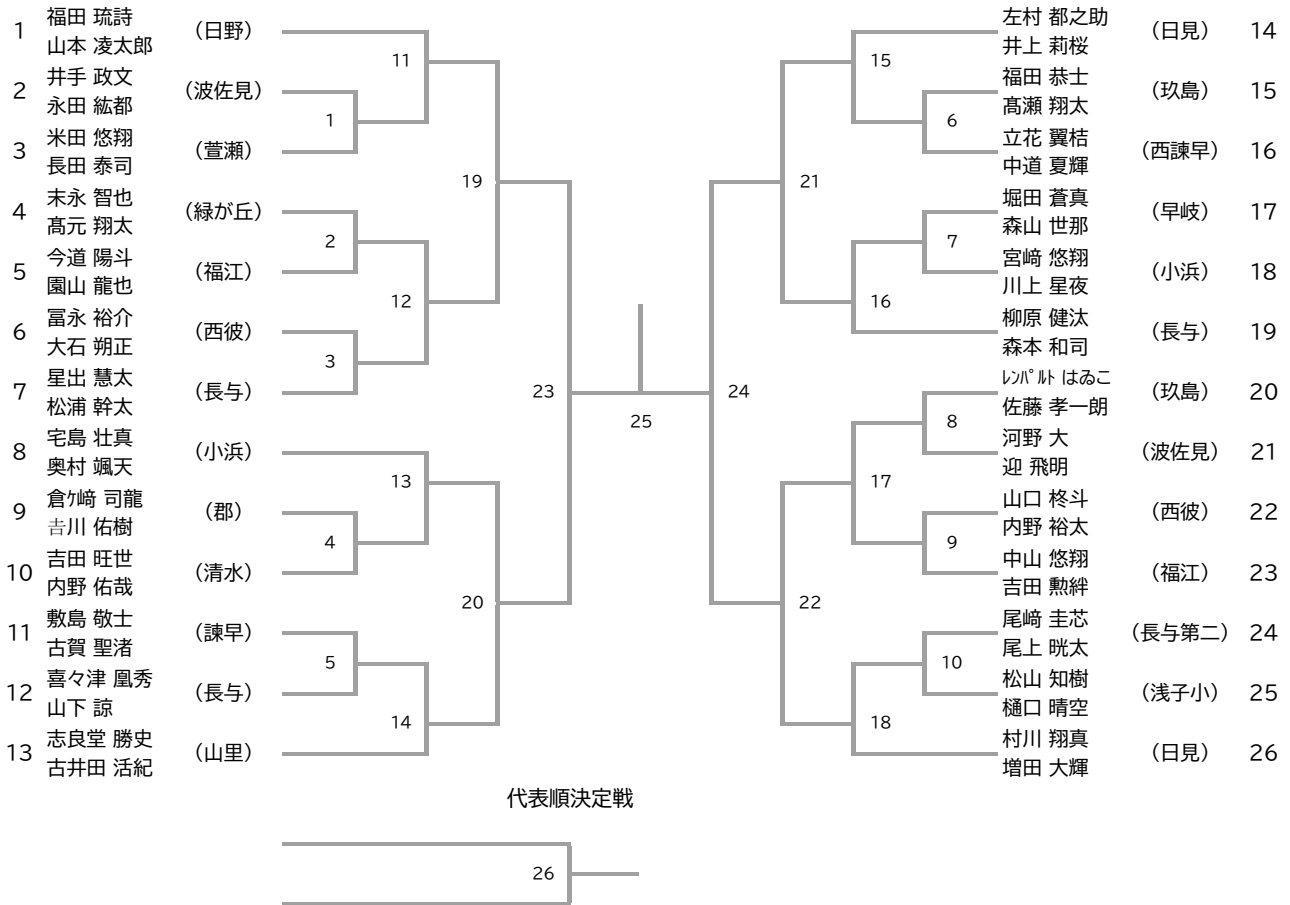 1 福田 琉詩 (日野)
山本 凌太郎
2 井手 政文 (波佐見)
永田 紘都
3 米田 悠翔 (萱瀬)
長田 泰司
4 末永 智也 (緑が丘)
髙元 翔太
5 今道 陽斗 (福江)
園山 龍也
6 冨永 裕介 (西彼)
大石 朔正
7 星出 慧太 (長与)
松浦 幹太
8 宅島 壮真 (小浜)
奥村 颯天
9 倉ケ﨑 司龍 (郡)
𠮷川 佑樹
10 吉田 旺世 (清水)
内野 佑哉
11 敷島 敬士 (諫早)
古賀 聖渚
12 喜々津 凰秀 (長与)
山下 諒
13 志良堂 勝史 (山里)
古井田 活紀
11
1
19
2
12
3
23
13
4
20
5
14
25
左村 都之助 (日見) 14
井上 莉桜
福田 恭士 (玖島) 15
髙瀬 翔太
立花 翼桔 (西諫早) 16
中道 夏輝
堀田 蒼真 (早岐) 17
森山 世那
宮﨑 悠翔 (小浜) 18
川上 星夜
柳原 健汰 (長与) 19
森本 和司
ﾚﾝﾊﾟﾙﾄ はゐこ (玖島) 20
佐藤 孝一朗
河野 大 (波佐見) 21
迎 飛明
山口 柊斗 (西彼) 22
内野 裕太
中山 悠翔 (福江) 23
吉田 勲絆
尾﨑 圭芯 (長与第二) 24
尾上 晄太
松山 知樹 (浅子小) 25
樋口 晴空
村川 翔真 (日見) 26
増田 大輝
15
6
21
7
16
24
8
17
9
22
10
18
代表順決定戦
26